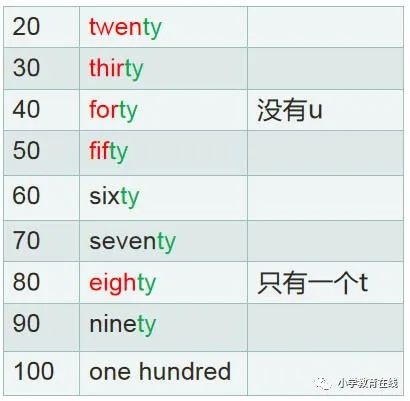 20 twenty
30 thirty
40 forty 没有u
50 fifty
60 sixty
70 seventy
80 eighty 只有一个t
90 ninety
100 one hundred
小学教育在线